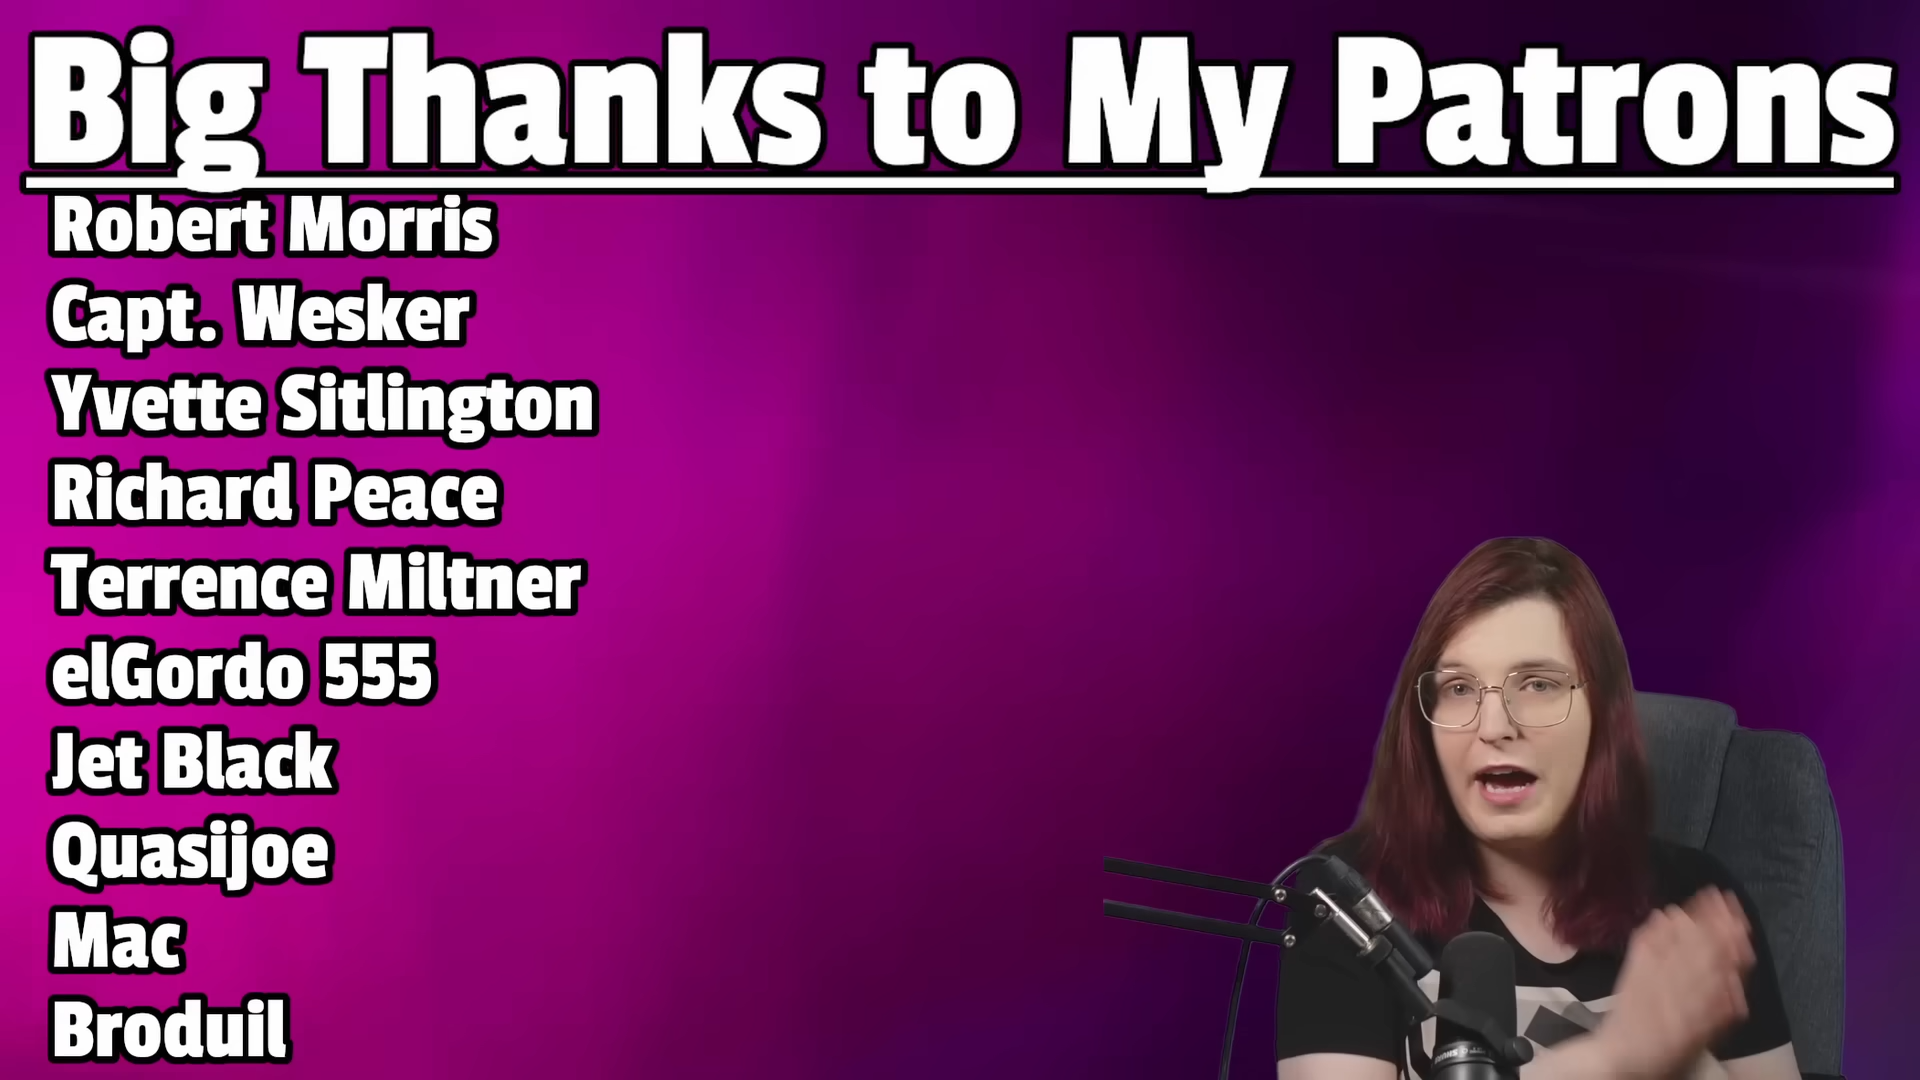 Big Thanks to My Patrons
Robert Morris
Capt. Wesker
Yvette Sitlington
Richard Peace
Terrence Miltner
elGordo 555
Jet Black
Quasijoe
Mac
Broduil